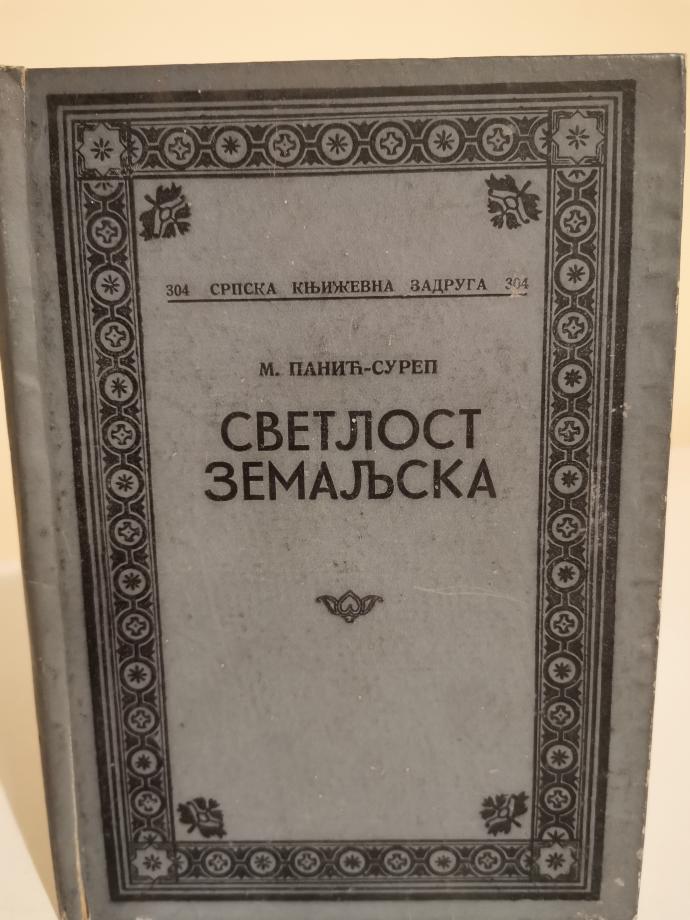 304 СРПСКА КЊИЖЕВНА ЗАДРУГА 304
М. ПАНИЋ-СУРЕП
СВЕТЛОСТ
ЗЕМАЉСКА